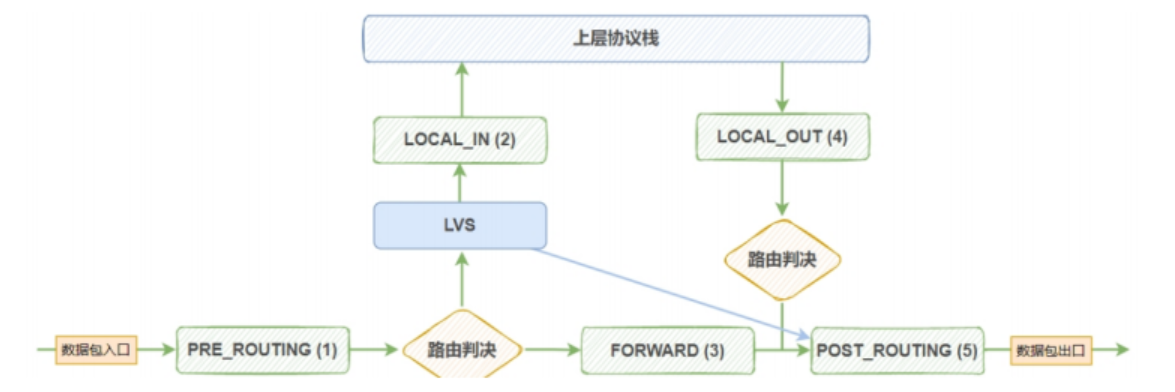 上层协议栈
LOCAL_IN (2)
LOCAL_OUT (4)
LVS
路由判决
数据包入口
PRE_ROUTING (1)
路由判决
FORWARD (3)
POST_ROUTING (5)
数据包出口